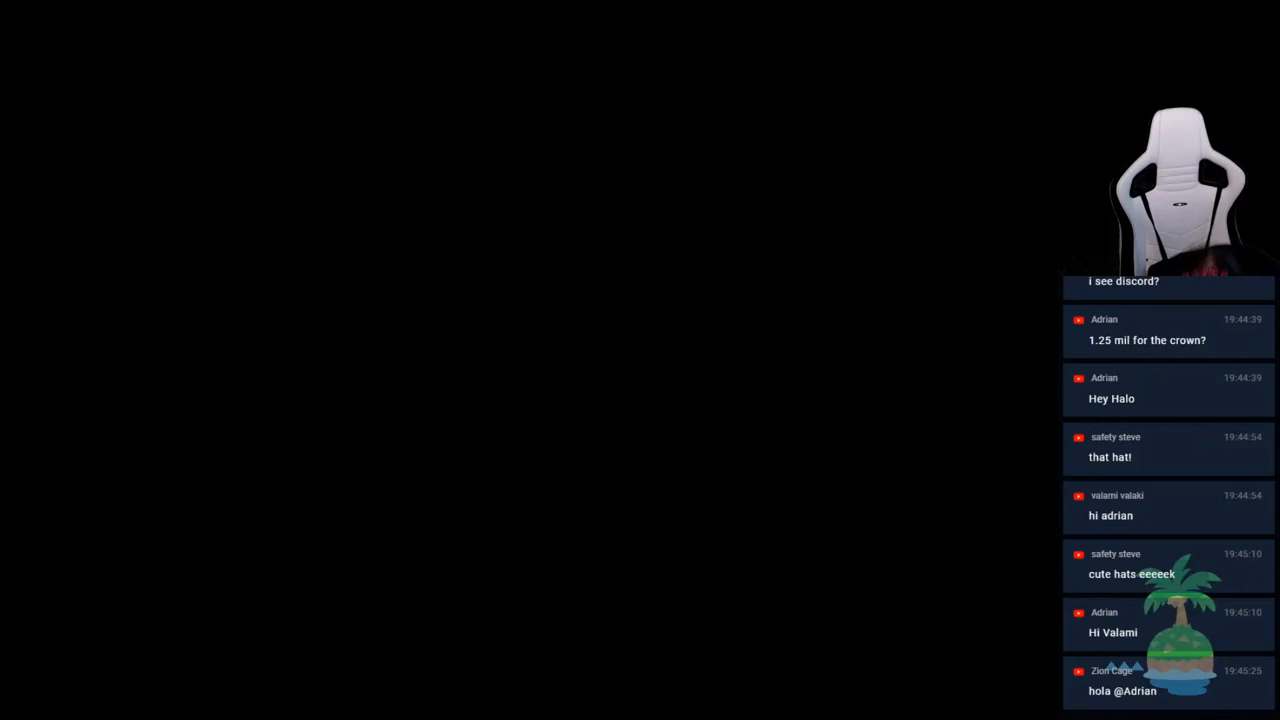 i see discord?
Adrian 19:44:39
1.25 mil for the crown?
Adrian 19:44:39
Hey Halo
safety steve 19:44:54
that hat!
valami valaki 19:44:54
hi adrian
safety steve 19:45:10
cute hats eeeeek
Adrian 19:45:10
Hi Valami
Zion Cage 19:45:25
hola @Adrian